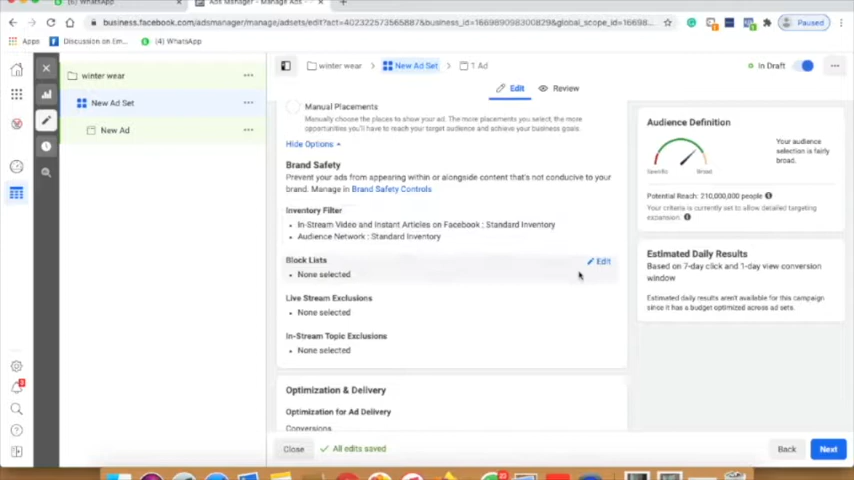 WhatsApp
Ads Manager - Manage Ads -
business.facebook.com/adsmanager/manage/adsets/edit?act=402322573565887&business_id=166989098300829&global_scope_id=16698...
Paused
Apps
Discussion on Em...
(4) WhatsApp
winter wear
New Ad Set
New Ad
winter wear
New Ad Set
1 Ad
In Draft
Edit
Review
Manual Placements
Manually choose the places to show your ad. The more placements you select, the more
opportunities you'll have to reach your target audience and achieve your business goals.
Hide Options
Brand Safety
Prevent your ads from appearing within or alongside content that's not conducive to your
brand. Manage in Brand Safety Controls
Inventory Filter
• In-Stream Video and Instant Articles on Facebook : Standard Inventory
• Audience Network : Standard Inventory
Block Lists
Edit
• None selected
Live Stream Exclusions
• None selected
In-Stream Topic Exclusions
• None selected
Optimization & Delivery
Optimization for Ad Delivery
Conversions
Close
All edits saved
Back
Next
Audience Definition
Your audience
selection is fairly
broad.
Specific
Broad
Potential Reach: 210,000,000 people
Your criteria is currently set to allow detailed targeting
expansion.
Estimated Daily Results
Based on 7-day click and 1-day view conversion
window
Estimated daily results aren't available for this campaign
since it has a budget optimized across ad sets.